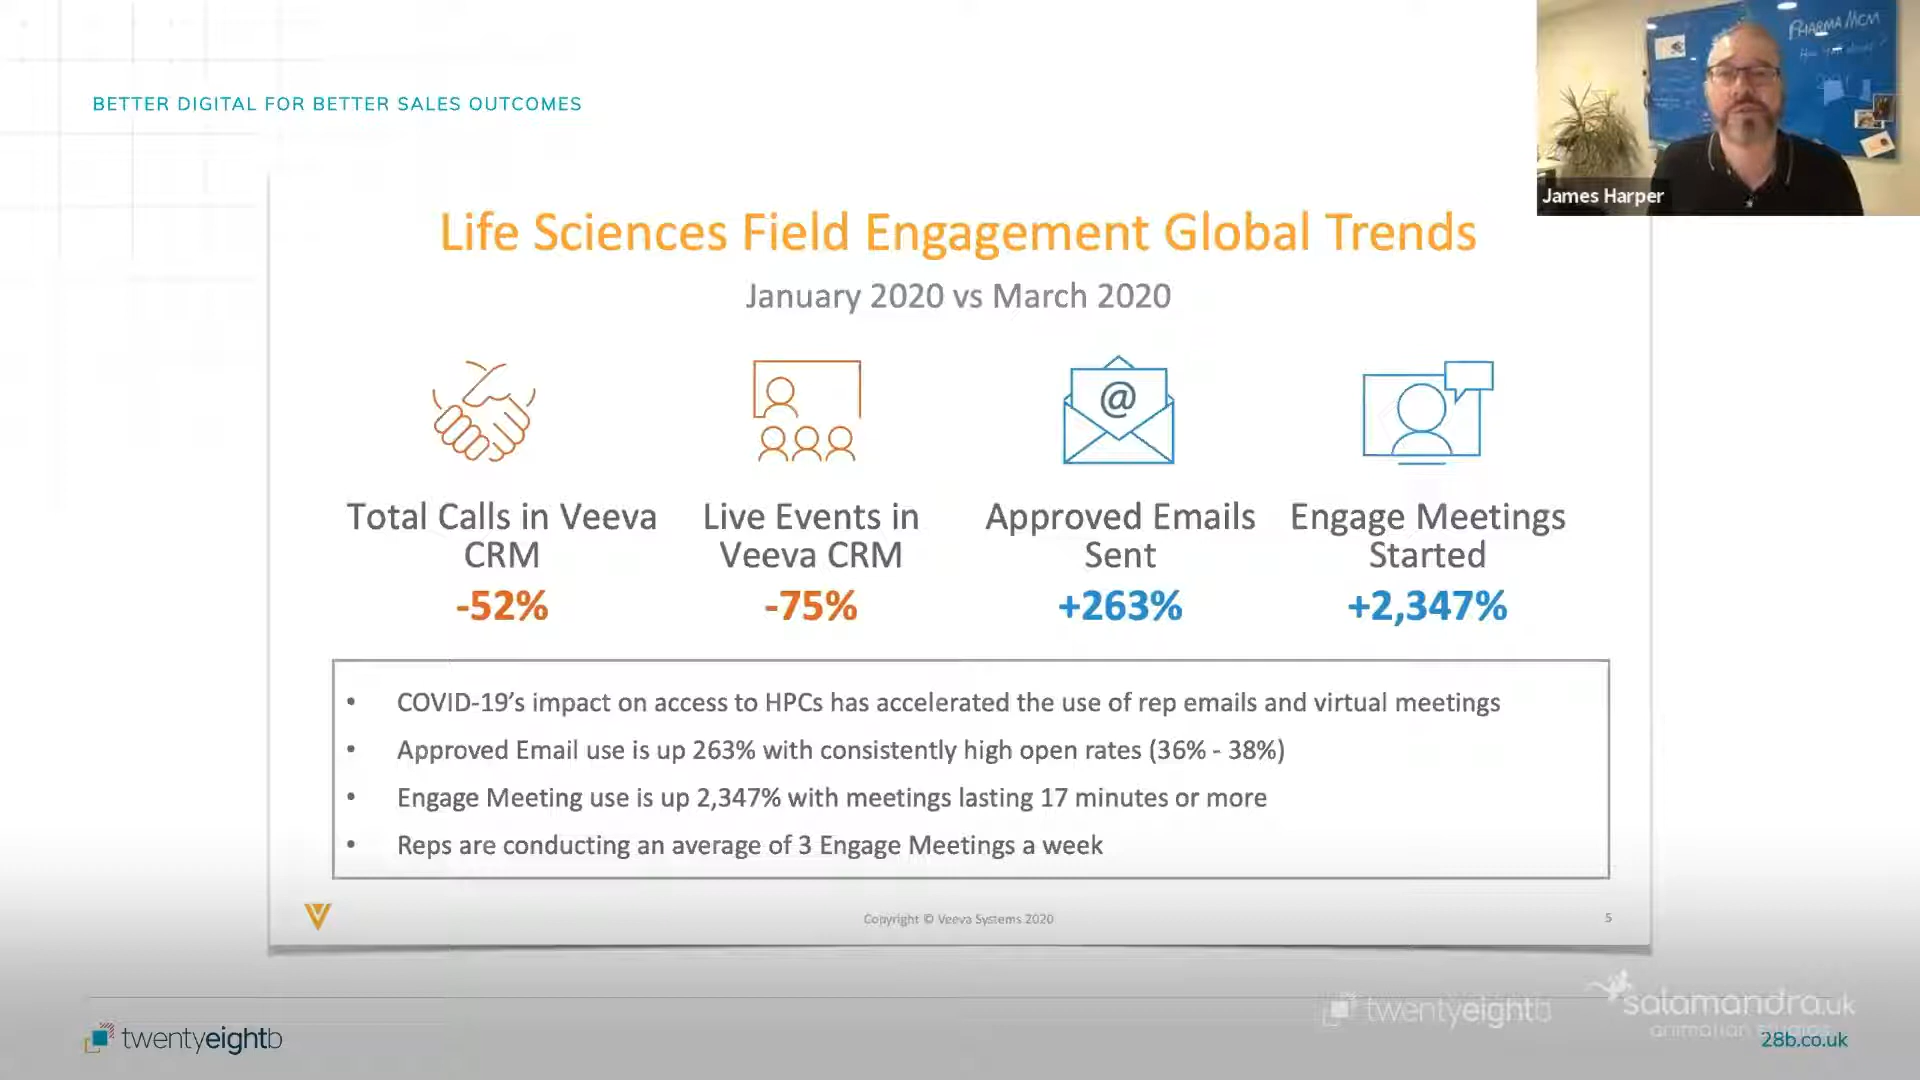 BETTER DIGITAL FOR BETTER SALES OUTCOMES
PHARMA MCM
James Harper
Life Sciences Field Engagement Global Trends
January 2020 vs March 2020
@
Total Calls in Veeva
CRM
-52%
Live Events in
Veeva CRM
-75%
Approved Emails
Sent
+263%
Engage Meetings
Started
+2,347%
• COVID-19’s impact on access to HPCs has accelerated the use of rep emails and virtual meetings
• Approved Email use is up 263% with consistently high open rates (36% - 38%)
• Engage Meeting use is up 2,347% with meetings lasting 17 minutes or more
• Reps are conducting an average of 3 Engage Meetings a week
Copyright © Veeva Systems 2020
5
twentyeightb
twentyeightb
salamandra.uk
animation studios
28b.co.uk